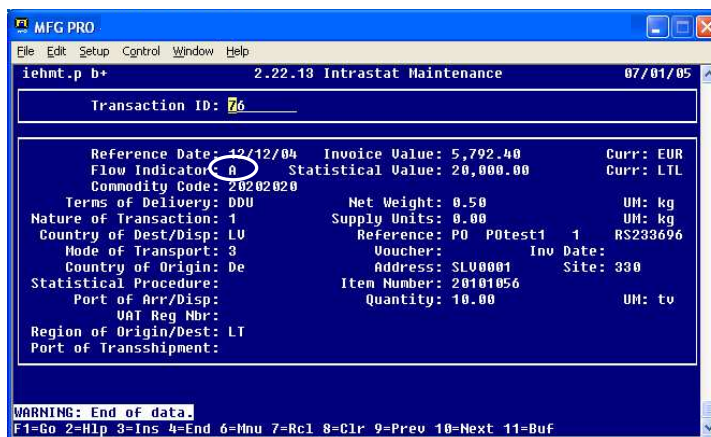 MFG PRO
File Edit Setup Control Window Help
iehmt.p b+ 2.22.13 Intrastat Maintenance 07/01/05
Transaction ID: 76
Reference Date: 12/12/04 Invoice Value: 5,792.40 Curr: EUR
Flow Indicator: A Statistical Value: 20,000.00 Curr: LTL
Commodity Code: 20202020
Terms of Delivery: DDU Net Weight: 0.50 UM: kg
Nature of Transaction: 1 Supply Units: 0.00 UM: kg
Country of Dest/Disp: LV Reference: PO POtest1 1 RS233696
Mode of Transport: 3 Voucher: Inv Date:
Country of Origin: De Address: SLV0001 Site: 330
Statistical Procedure: Item Number: 20101056
Port of Arr/Disp: Quantity: 10.00 UM: tv
VAT Reg Nbr:
Region of Origin/Dest: LT
Port of Transshipment:
WARNING: End of data.
F1=Go 2=Hlp 3=Ins 4=End 6=Mnu 7=Rcl 8=Clr 9=Prev 10=Next 11=Buf